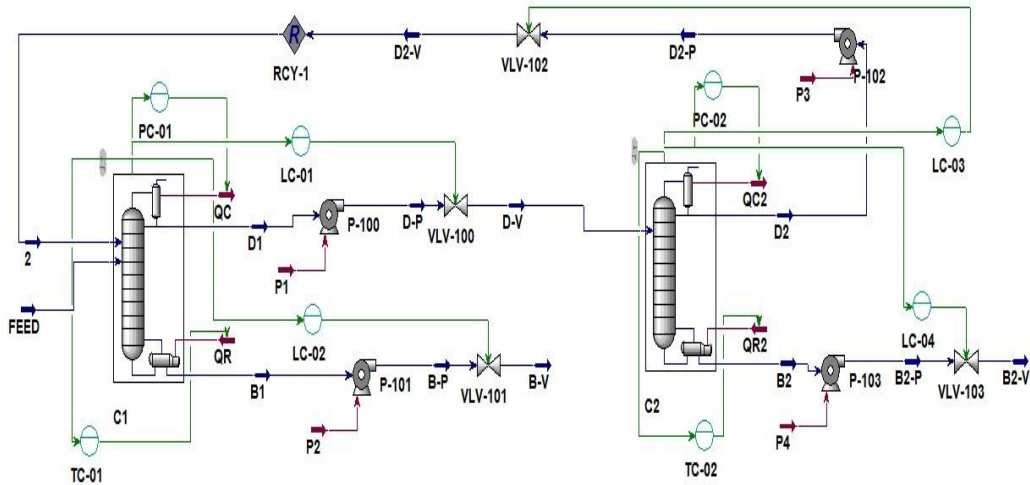 R
D2-V
D2-P
RCY-1
VLV-102
P-102
P3
PC-01
PC-02
LC-01
LC-03
QC
QC2
D1
P-100
D-P
VLV-100
D-V
D2
2
P1
FEED
QR
LC-02
QR2
LC-04
B1
P-101
B-P
VLV-101
B-V
B2
P-103
B2-P
VLV-103
B2-V
C1
C2
P2
P4
TC-01
TC-02